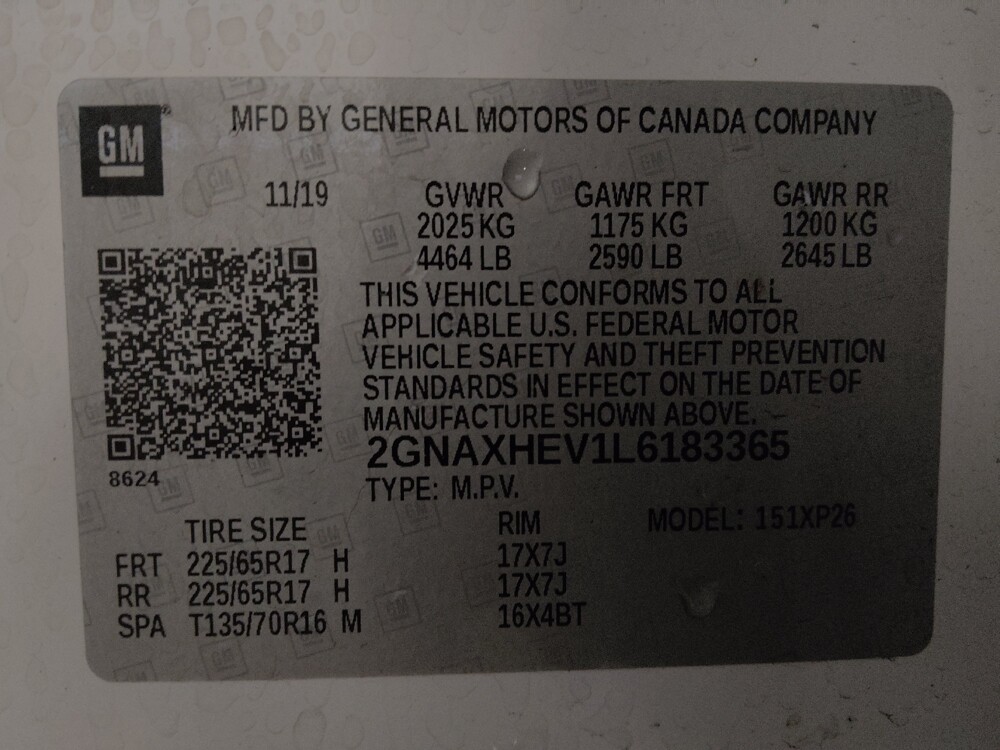 GM
MFD BY GENERAL MOTORS OF CANADA COMPANY
11/19 GVWR GAWR FRT GAWR RR
2025 KG 1175 KG 1200 KG
4464 LB 2590 LB 2645 LB
THIS VEHICLE CONFORMS TO ALL
APPLICABLE U.S. FEDERAL MOTOR
VEHICLE SAFETY AND THEFT PREVENTION
STANDARDS IN EFFECT ON THE DATE OF
MANUFACTURE SHOWN ABOVE.
2GNAXHEV1L6183365
8624
TYPE: M.P.V.
TIRE SIZE RIM MODEL: 151XP26
FRT 225/65R17 H 17X7J
RR 225/65R17 H 17X7J
SPA T135/70R16 M 16X4BT